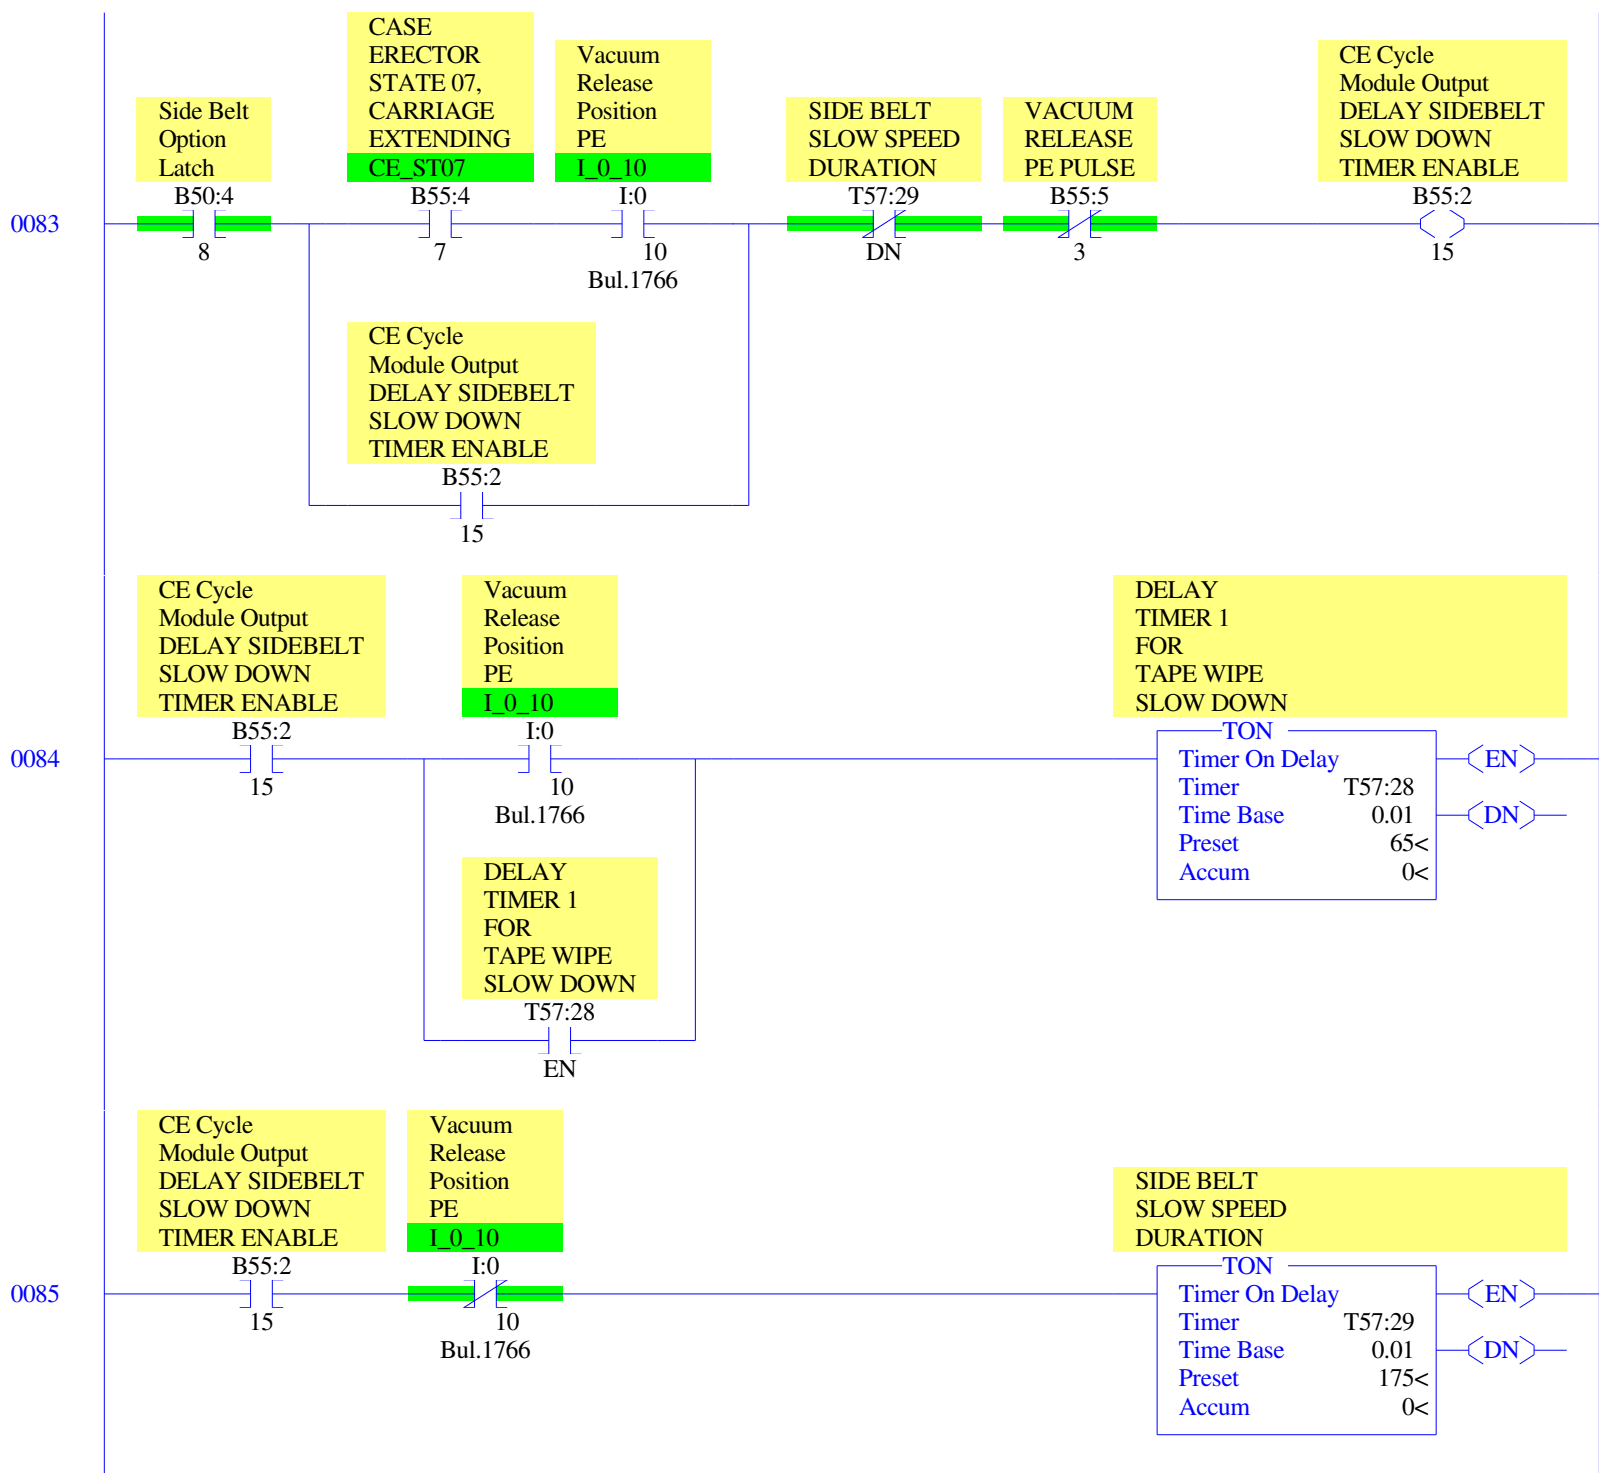 CASE
ERECTOR
STATE 07,
CARRIAGE
EXTENDING
CE_ST07
Vacuum
Release
Position
PE
I_0_10
CE Cycle
Module Output
DELAY SIDEBELT
SLOW DOWN
TIMER ENABLE
Side Belt
Option
Latch
SIDE BELT
SLOW SPEED
DURATION
VACUUM
RELEASE
PE PULSE
B50:4
B55:4
I:0
T57:29
B55:5
B55:2
0083
8
7
10
DN
3
15
Bul.1766
CE Cycle
Module Output
DELAY SIDEBELT
SLOW DOWN
TIMER ENABLE
B55:2
15
CE Cycle
Module Output
DELAY SIDEBELT
SLOW DOWN
TIMER ENABLE
Vacuum
Release
Position
PE
I_0_10
DELAY
TIMER 1
FOR
TAPE WIPE
SLOW DOWN
B55:2
I:0
TON
0084
15
10
Bul.1766
Timer On Delay
EN
Timer T57:28
Time Base 0.01
DN
Preset 65<
Accum 0<
DELAY
TIMER 1
FOR
TAPE WIPE
SLOW DOWN
T57:28
EN
CE Cycle
Module Output
DELAY SIDEBELT
SLOW DOWN
TIMER ENABLE
Vacuum
Release
Position
PE
I_0_10
SIDE BELT
SLOW SPEED
DURATION
B55:2
I:0
TON
0085
15
10
Bul.1766
Timer On Delay
EN
Timer T57:29
Time Base 0.01
DN
Preset 175<
Accum 0<